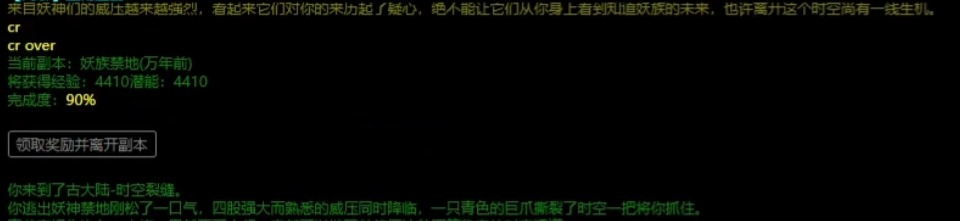 来自妖神们的威压越来越强烈，看起来它们对你的来历起了疑心，绝不能让它们从你身上看到知道妖族的未来，也许离开这个时空尚有一线生机。
cr
cr over
当前副本：妖族禁地(万年前)
将获得经验：4410潜能：4410
完成度：90%
领取奖励并离开副本
你来到了古大陆-时空裂缝。
你逃出妖神禁地刚松了一口气，四股强大而熟悉的威压同时降临，一只青色的巨爪撕裂了时空一把将你抓住。